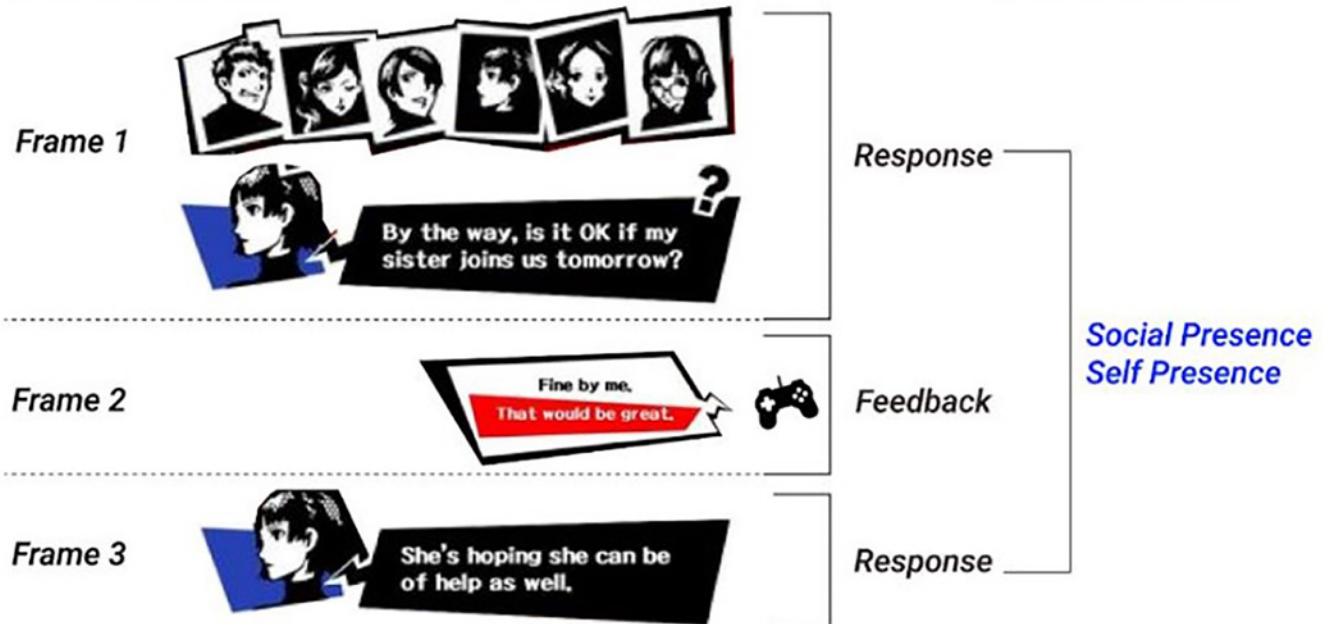 Frame 1
Response
?
By the way, is it OK if my
sister joins us tomorrow?
Social Presence
Self Presence
Frame 2
Fine by me.
That would be great.
Feedback
Frame 3
She's hoping she can be
of help as well.
Response